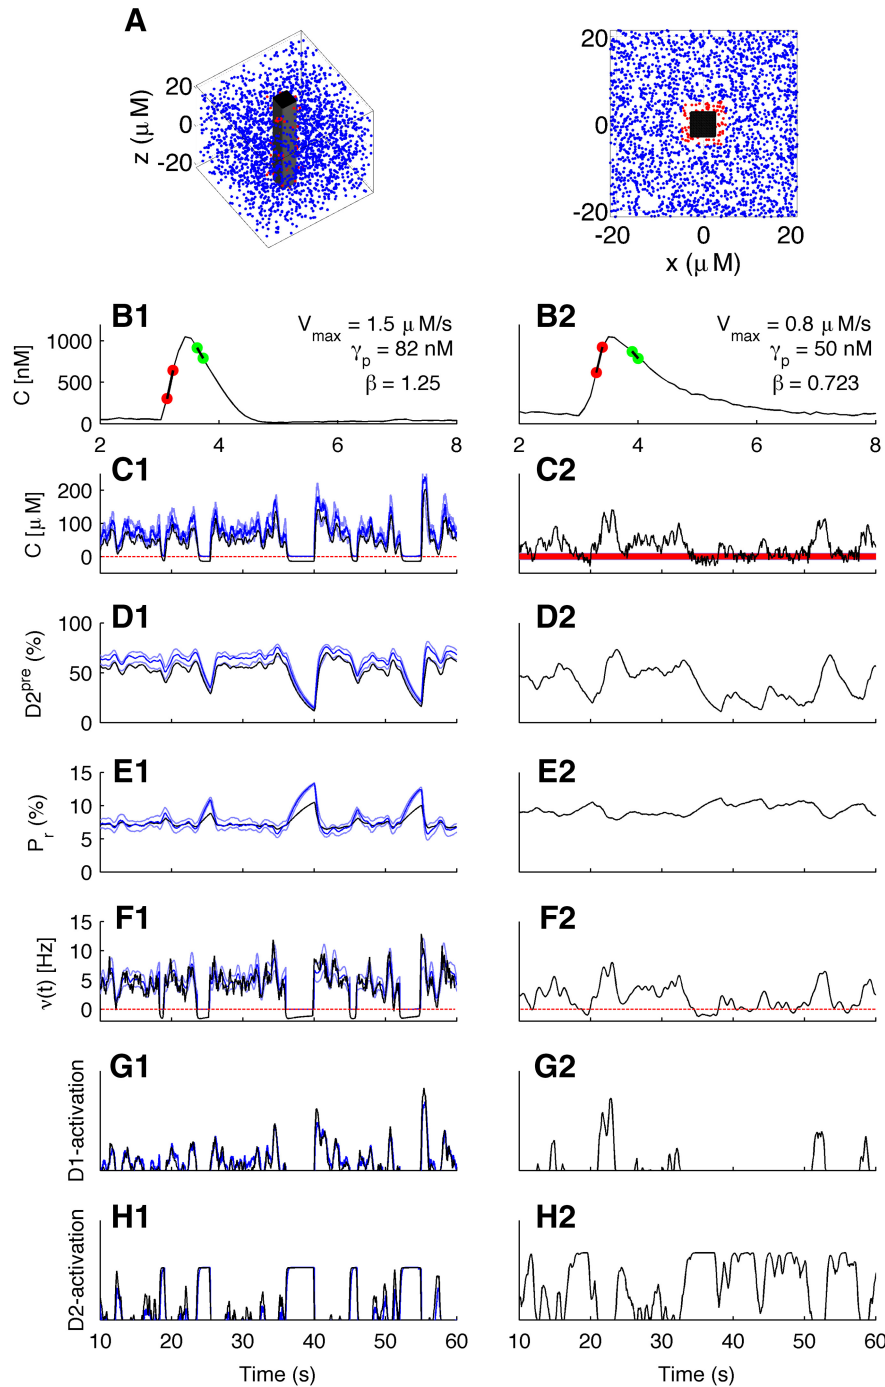 A
20
0
-20
z (μ M)
20
0
-20
-20 0 20
x (μ M)
B1
Vmax = 1.5 μ M/s
γp = 82 nM
β = 1.25
1000
500
0
C [nM]
2 4 6 8
B2
Vmax = 0.8 μ M/s
γp = 50 nM
β = 0.723
2 4 6 8
C1
200
100
0
C [μ M]
C2
D1
100
50
0
D2pre (%)
D2
E1
15
10
5
0
Pr (%)
E2
F1
15
10
5
0
ν(t) [Hz]
F2
G1
D1-activation
G2
H1
D2-activation
10 20 30 40 50 60
Time (s)
H2
10 20 30 40 50 60
Time (s)